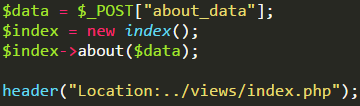 $data = $_POST["about_data"];
$index = new index();
$index->about($data);
header("Location:../views/index.php");